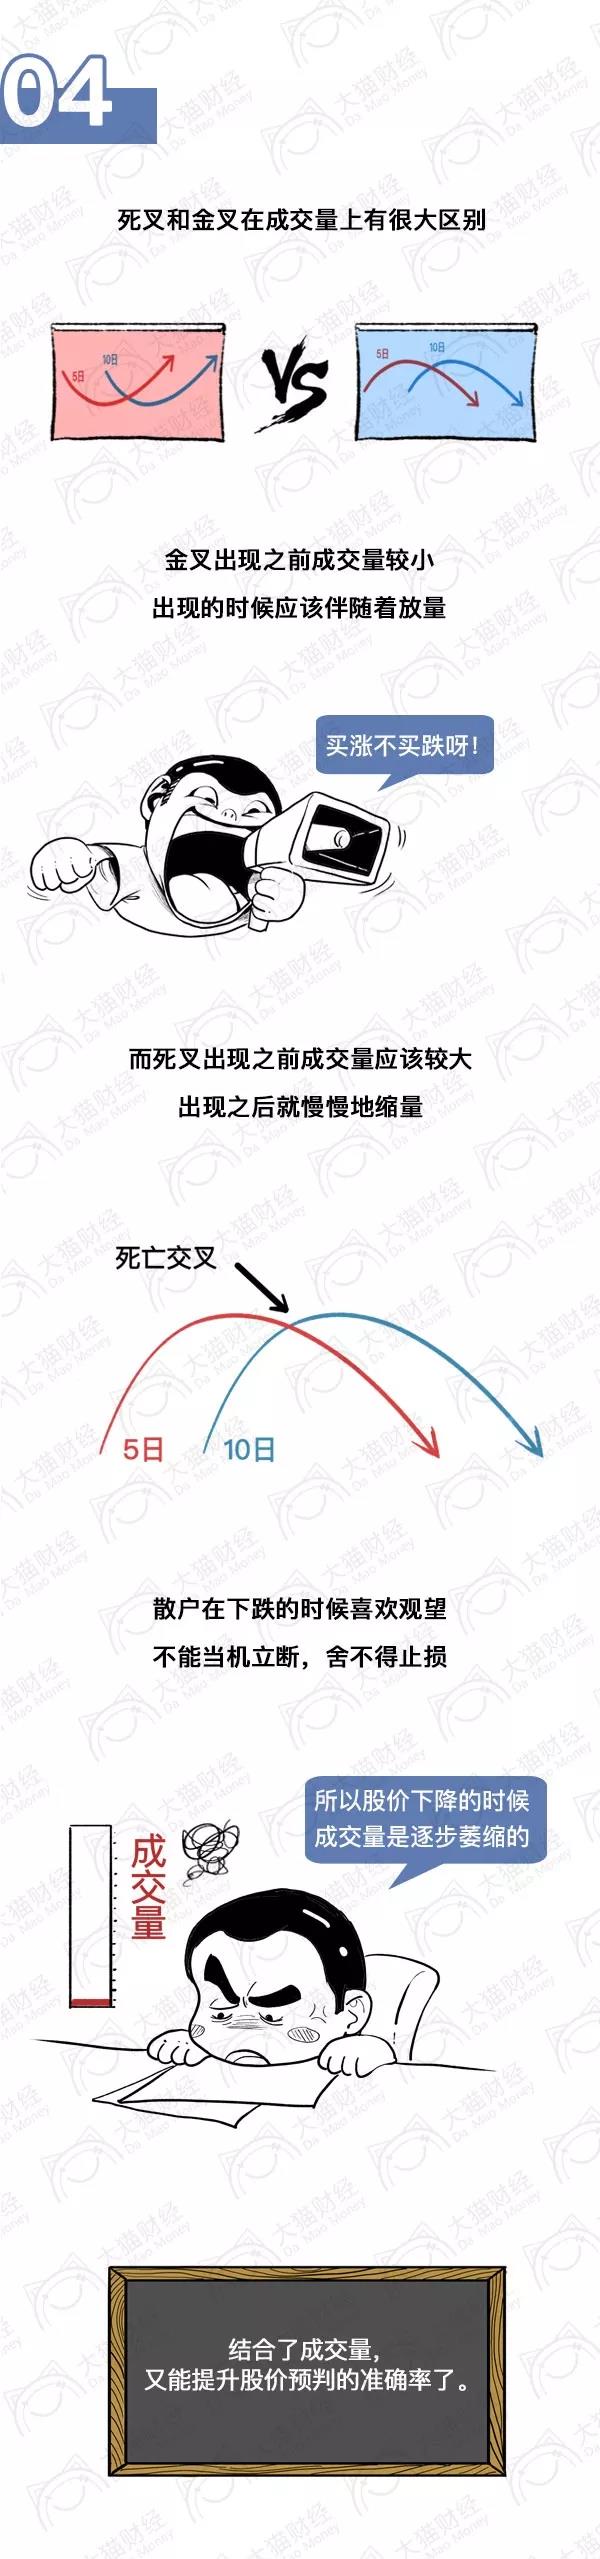 04
死叉和金叉在成交量上有很大区别
5日
10日
VS
5日
10日
金叉出现之前成交量较小
出现的时候应该伴随着放量
买涨不买跌呀!
而死叉出现之前成交量应该较大
出现之后就慢慢地缩量
死亡交叉
5日
10日
散户在下跌的时候喜欢观望
不能当机立断，舍不得止损
所以股价下降的时候
成交量是逐步萎缩的
成交量
结合了成交量，
又能提升股价预判的准确率了。
大猫财经
Da Mao Money